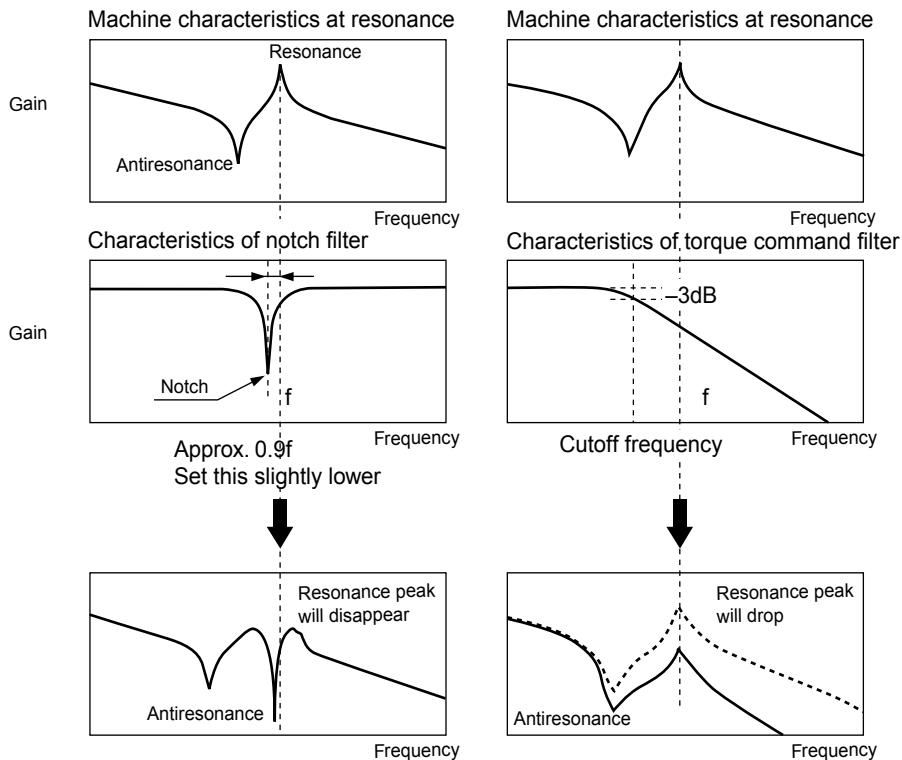 Machine characteristics at resonance
Resonance
Gain
Antiresonance
Frequency
Characteristics of notch filter
Gain
Notch
f
Frequency
Approx. 0.9f
Set this slightly lower
Resonance peak
will disappear
Antiresonance
Frequency
Machine characteristics at resonance
Frequency
Characteristics of torque command filter
–3dB
f
Frequency
Cutoff frequency
Resonance peak
will drop
Antiresonance
Frequency